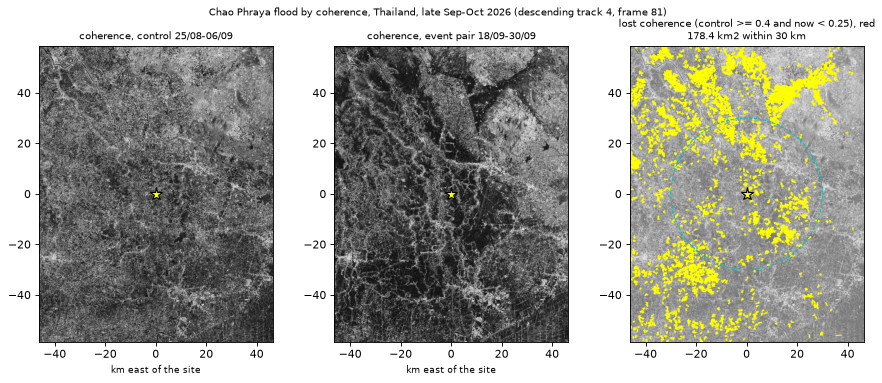 Chao Phraya flood by coherence, Thailand, late Sep-Oct 2026 (descending track 4, frame 81)
coherence, control 25/08-06/09
coherence, event pair 18/09-30/09
lost coherence (control >= 0.4 and now < 0.25), red
178.4 km2 within 30 km
40
20
0
−20
−40
−40 −20 0 20 40
km east of the site
40
20
0
−20
−40
−40 −20 0 20 40
km east of the site
40
20
0
−20
−40
−40 −20 0 20 40